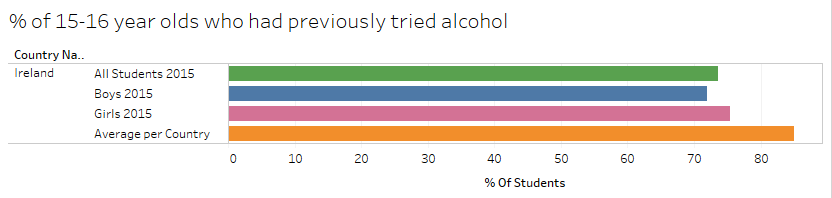 % of 15-16 year olds who had previously tried alcohol
Country Na..
Ireland All Students 2015
Boys 2015
Girls 2015
Average per Country
0 10 20 30 40 50 60 70 80
% Of Students